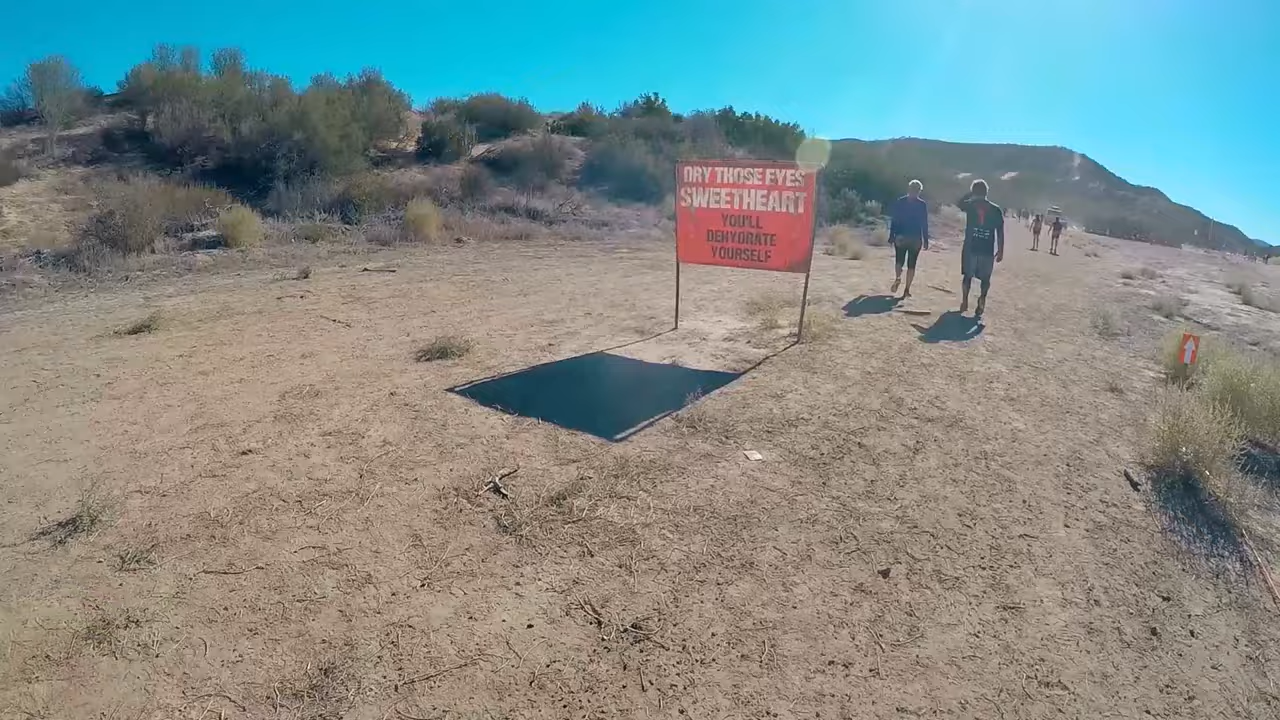 DRY THOSE EYES
SWEETHEART
YOU'LL
DEHYDRATE
YOURSELF